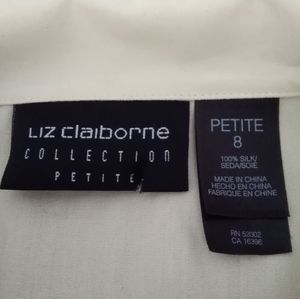 Liz claiborne
COLLECTION
PETITE
PETITE
8
100% SILK/
SEDA/SOIE
MADE IN CHINA
HECHO EN CHINA
FABRIQUE EN CHINE
RN 52002
CA 16396